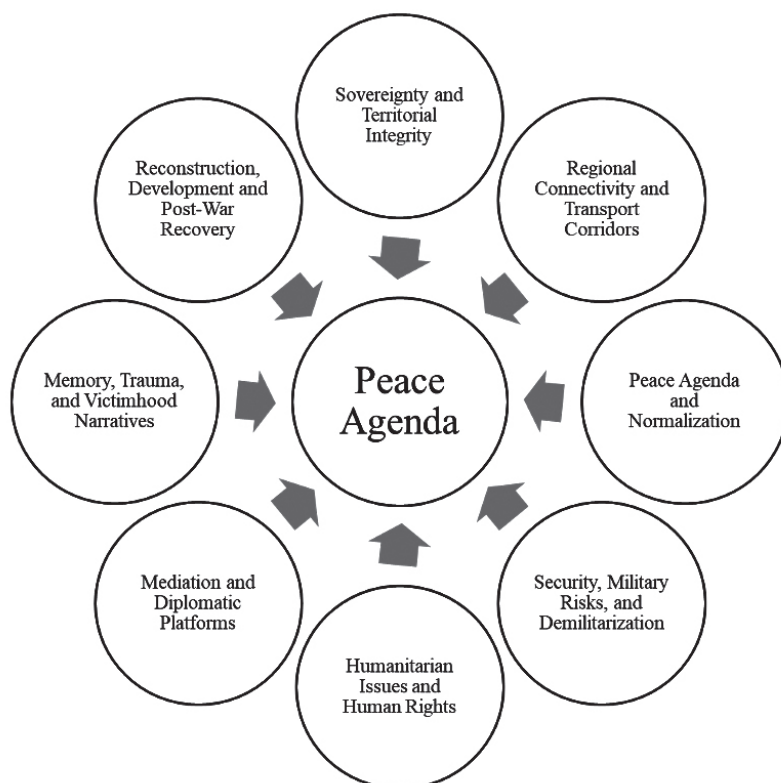 Sovereignty and
Territorial
Integrity
Regional
Connectivity and
Transport
Corridors
Peace Agenda
and
Normalization
Security, Military
Risks, and
Demilitarization
Humanitarian
Issues and
Human Rights
Mediation and
Diplomatic
Platforms
Memory, Trauma,
and Victimhood
Narratives
Reconstruction,
Development and
Post-War
Recovery
Peace
Agenda